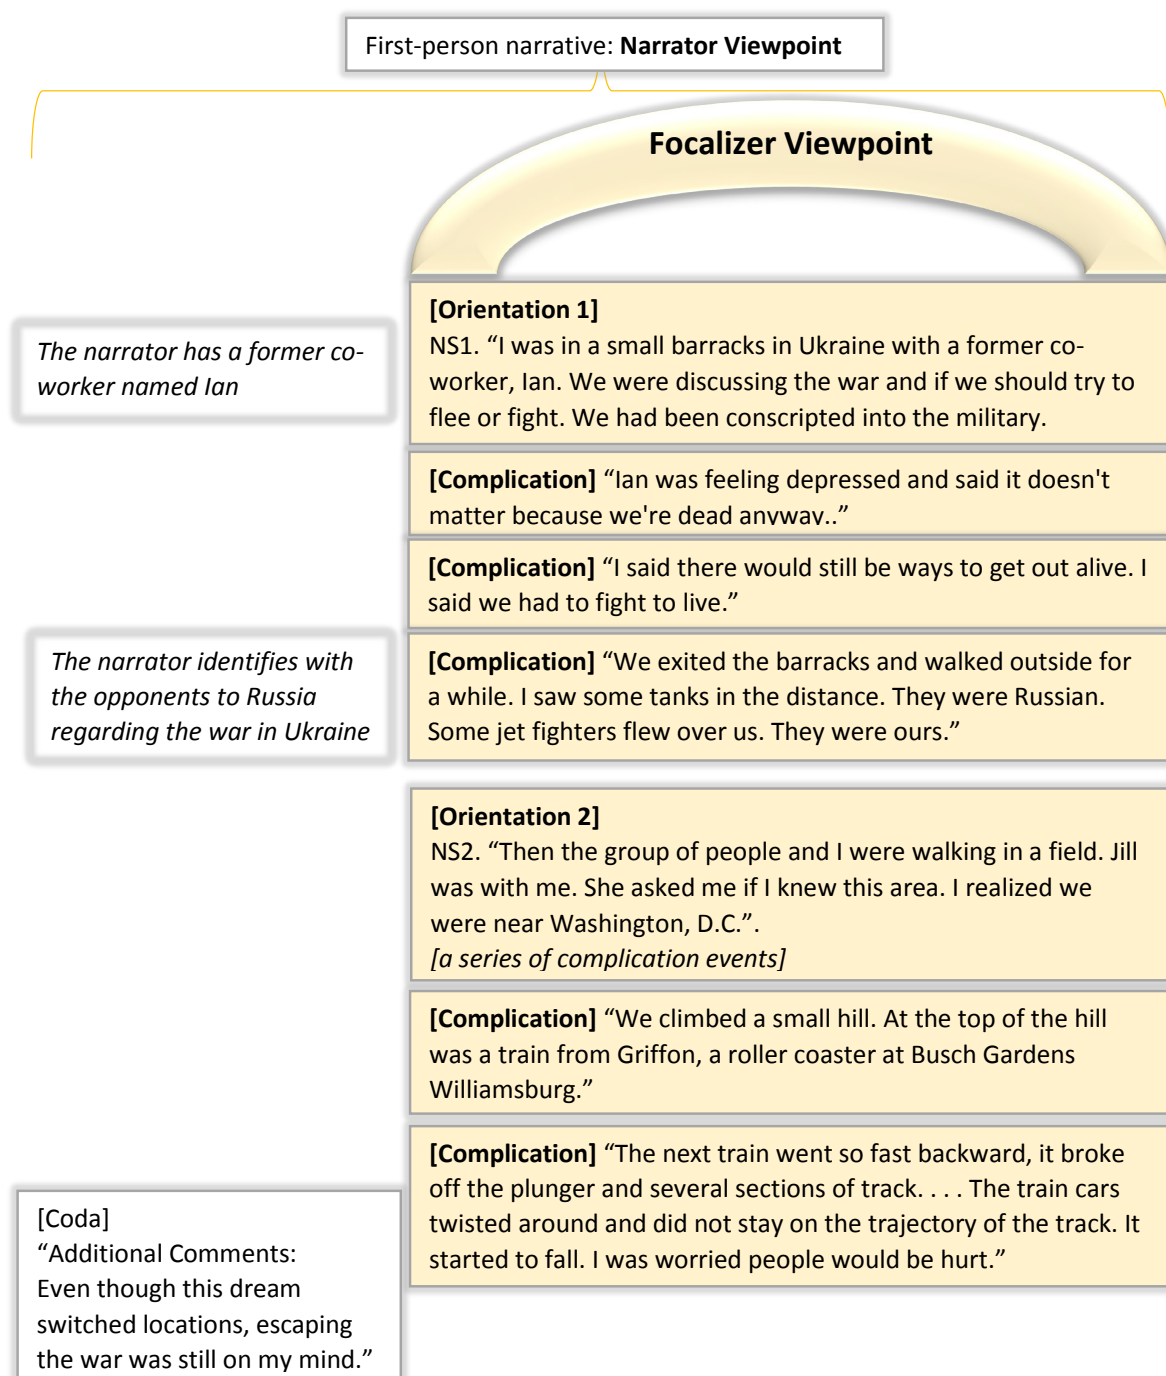 First-person narrative: Narrator Viewpoint
Focalizer Viewpoint
The narrator has a former co-
worker named Ian
[Orientation 1]
NS1. “I was in a small barracks in Ukraine with a former co-
worker, Ian. We were discussing the war and if we should try to
flee or fight. We had been conscripted into the military.
[Complication] “Ian was feeling depressed and said it doesn't
matter because we're dead anyway..”
[Complication] “I said there would still be ways to get out alive. I
said we had to fight to live.”
The narrator identifies with
the opponents to Russia
regarding the war in Ukraine
[Complication] “We exited the barracks and walked outside for
a while. I saw some tanks in the distance. They were Russian.
Some jet fighters flew over us. They were ours.”
[Orientation 2]
NS2. “Then the group of people and I were walking in a field. Jill
was with me. She asked me if I knew this area. I realized we
were near Washington, D.C.”.
[a series of complication events]
[Complication] “We climbed a small hill. At the top of the hill
was a train from Griffon, a roller coaster at Busch Gardens
Williamsburg.”
[Complication] “The next train went so fast backward, it broke
off the plunger and several sections of track. . . . The train cars
twisted around and did not stay on the trajectory of the track. It
started to fall. I was worried people would be hurt.”
[Coda]
“Additional Comments:
Even though this dream
switched locations, escaping
the war was still on my mind.”